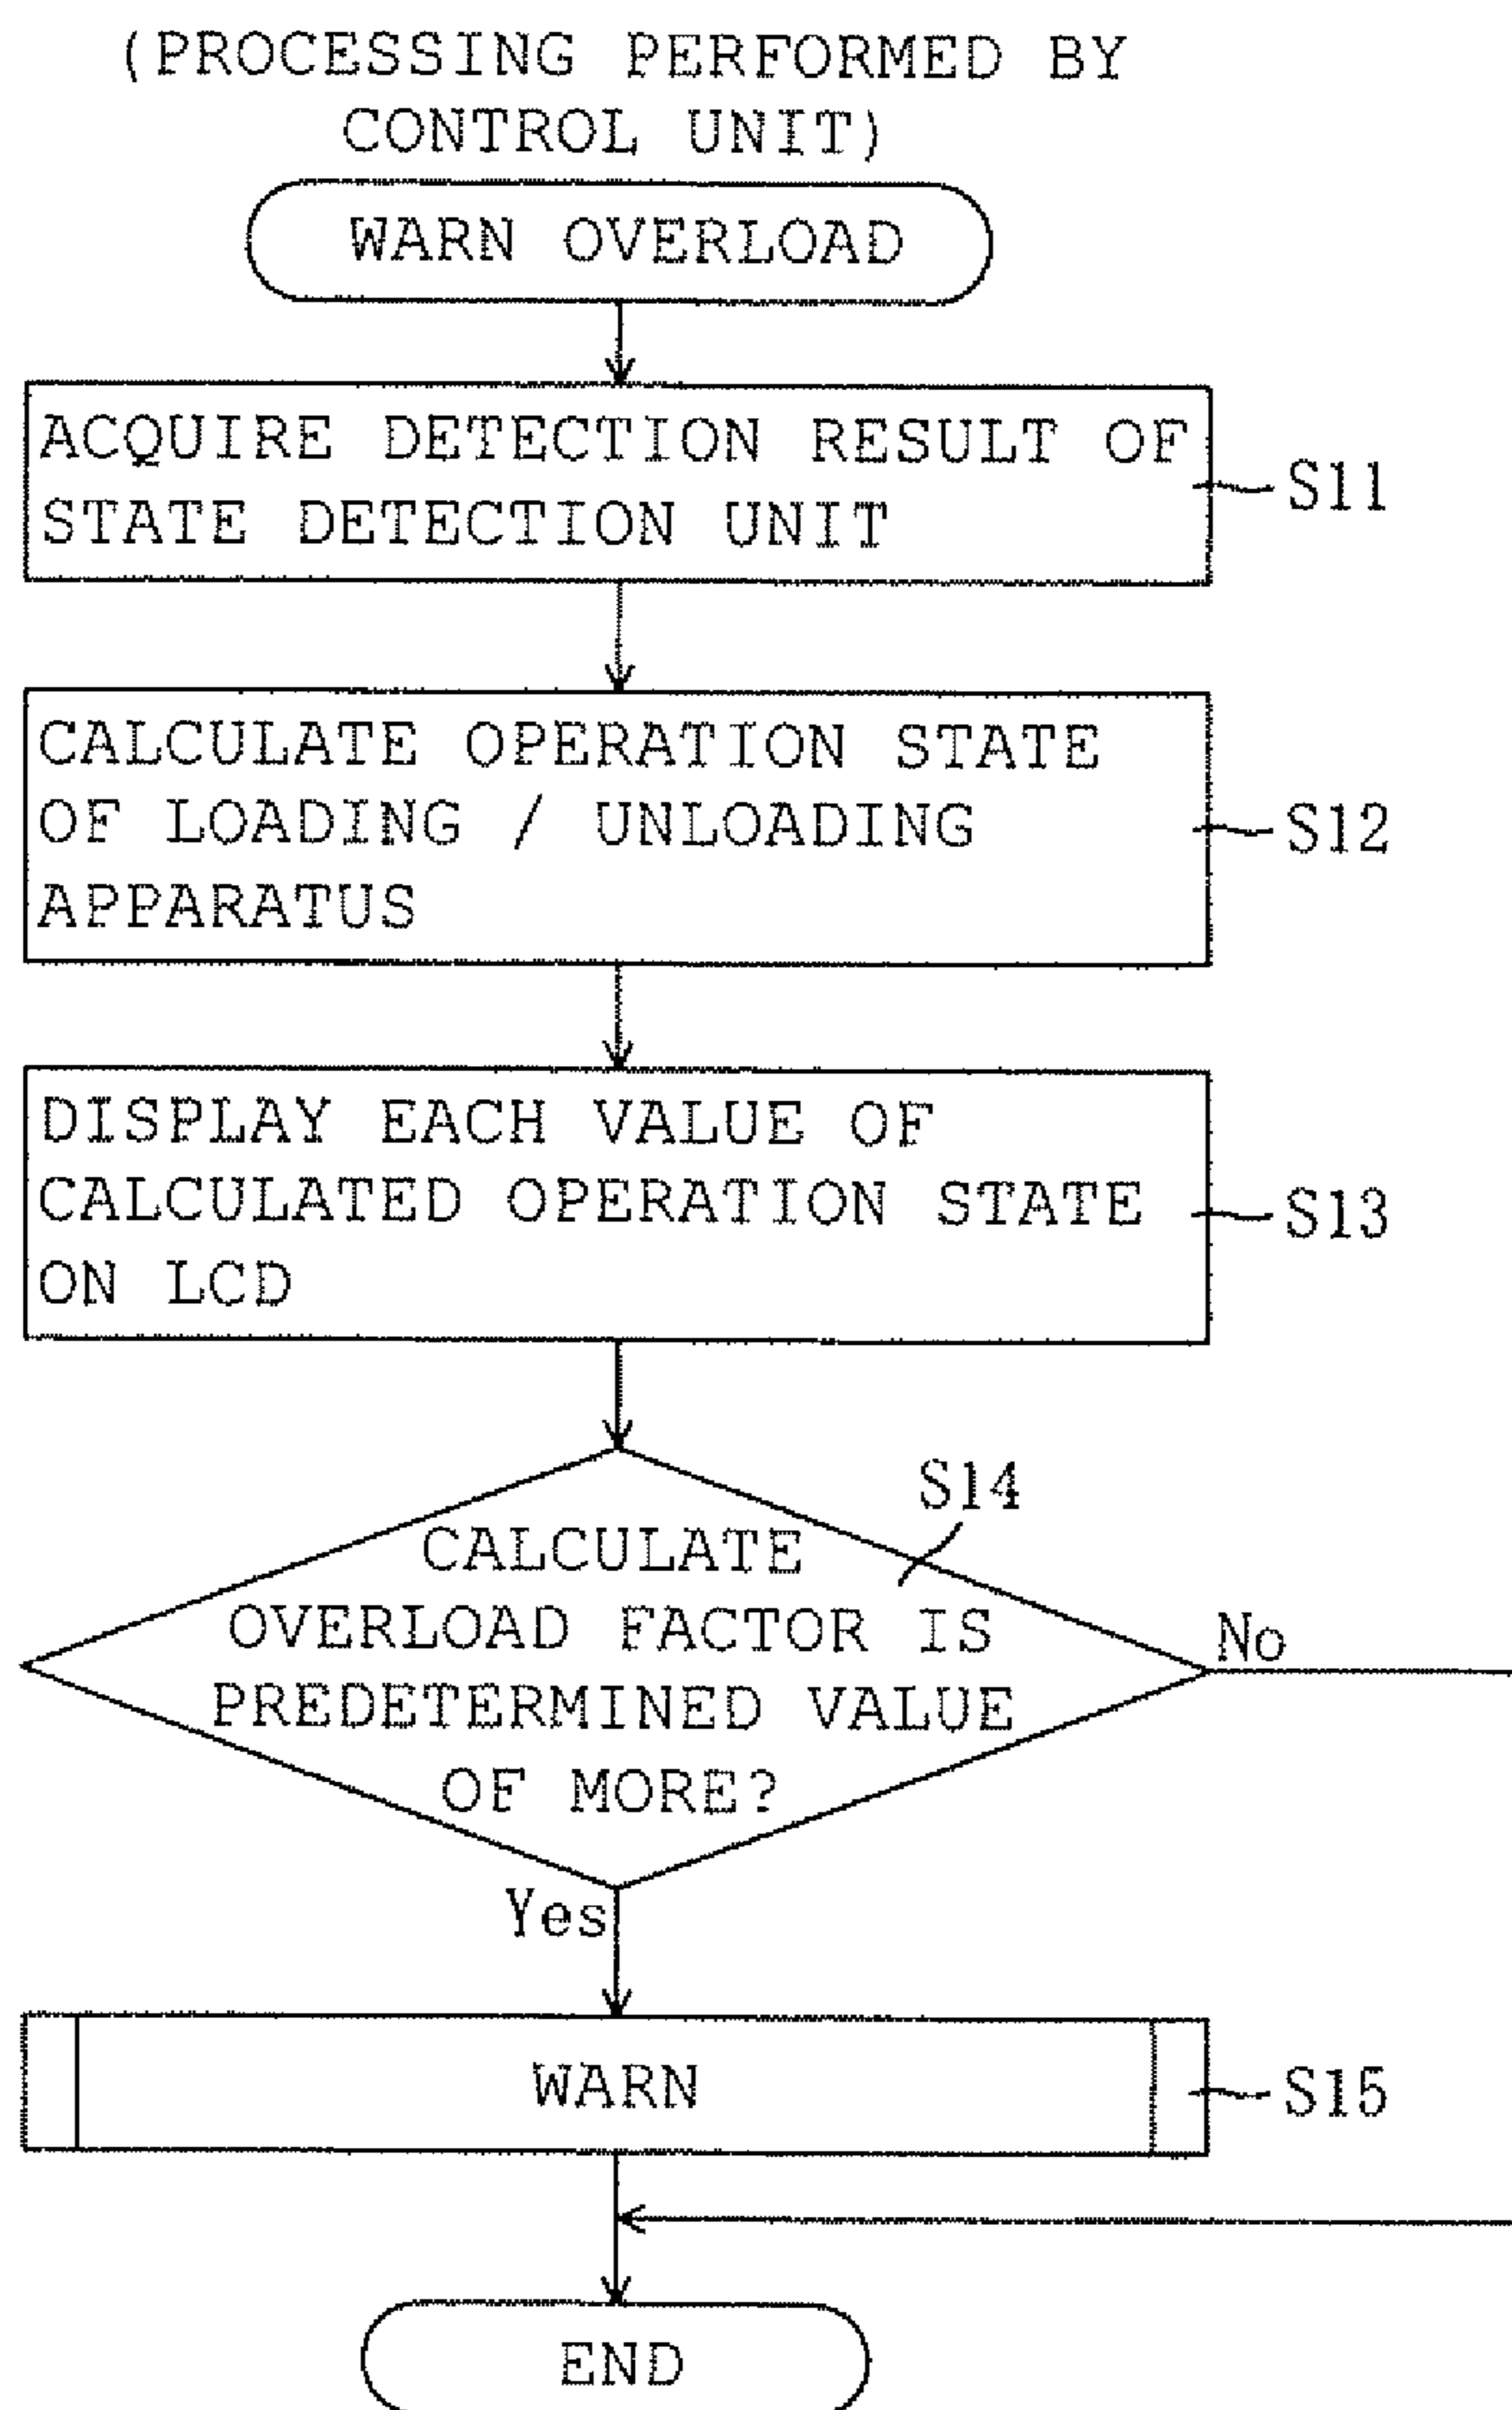 (PROCESSING PERFORMED BY
CONTROL UNIT)
WARN OVERLOAD
ACQUIRE DETECTION RESULT OF
STATE DETECTION UNIT
S11
CALCULATE OPERATION STATE
OF LOADING / UNLOADING
APPARATUS
S12
DISPLAY EACH VALUE OF
CALCULATED OPERATION STATE
ON LCD
S13
S14
CALCULATE
OVERLOAD FACTOR IS
PREDETERMINED VALUE
OF MORE?
No
Yes
WARN
S15
END